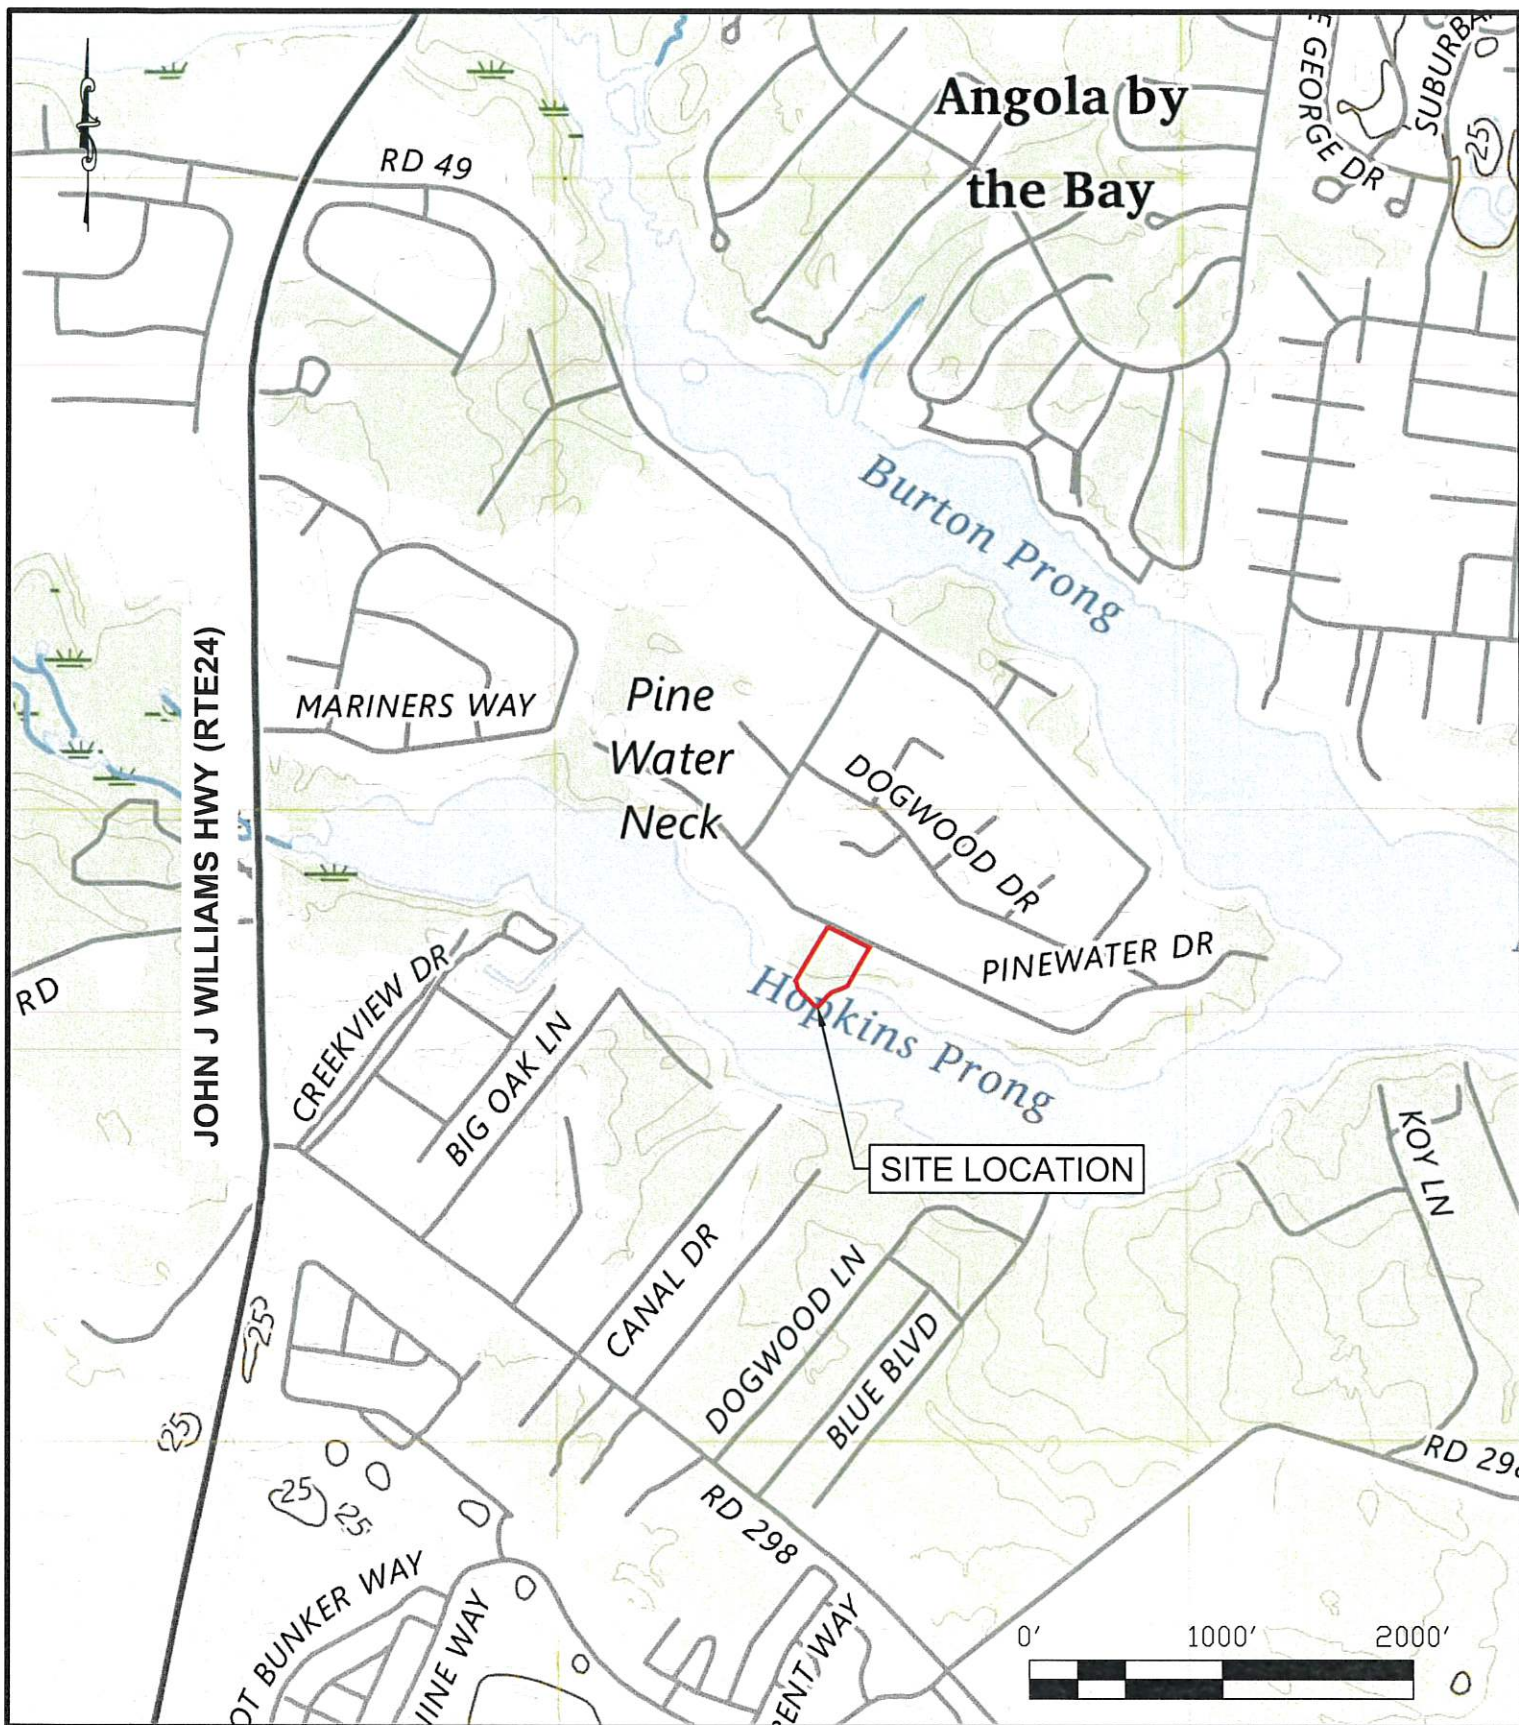 Angola by
the Bay
GEORGE DR
25
RD 49
Burton Prong
JOHN J WILLIAMS HWY (RTE24)
MARINERS WAY
Pine
Water
Neck
DOGWOOD DR
PINEWATER DR
RD
CREEKVIEW DR
BIG OAK LN
Hopkins Prong
SITE LOCATION
KOY LN
CANAL DR
DOGWOOD LN
BLUE BLVD
25
25
25
25
RD 298
RD 298
OT BUNKER WAY
INE WAY
ENT WAY
0' 1000' 2000'